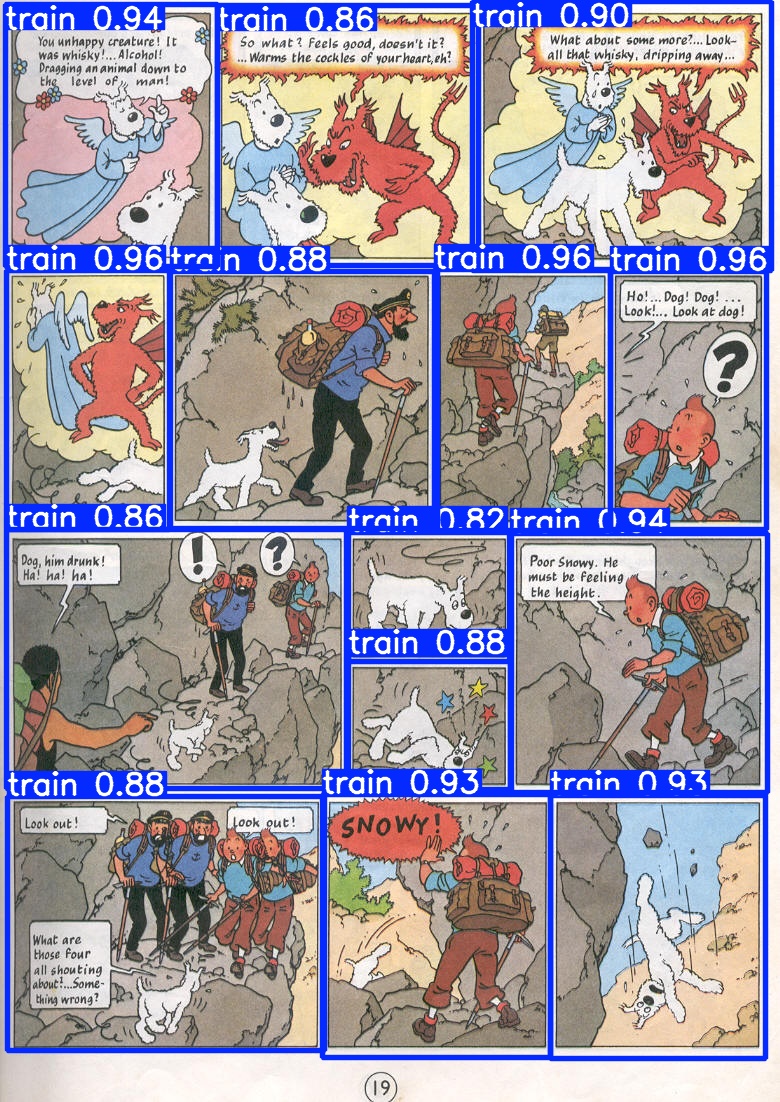 train 0.94
You unhappy creature! It
was whisky!... Alcohol!
Dragging an animal down to
the level of man!
train 0.86
So what? Feels good, doesn't it?
...Warms the cockles of your heart, eh?
train 0.90
What about some more?... Look-
all that whisky, dripping away...
train 0.96
train 0.88
train 0.96
train 0.96
Ho!... Dog! Dog! ...
Look!... Look at dog!
?
train 0.86
Dog, him drunk!
Ha! ha! ha!
!
?
train 0.82
train 0.88
train 0.94
Poor Snowy. He
must be feeling
the height.
train 0.88
Look out!
Look out!
What are
those four
all shouting
about?...Some-
thing wrong?
train 0.93
SNOWY!
train 0.93
19